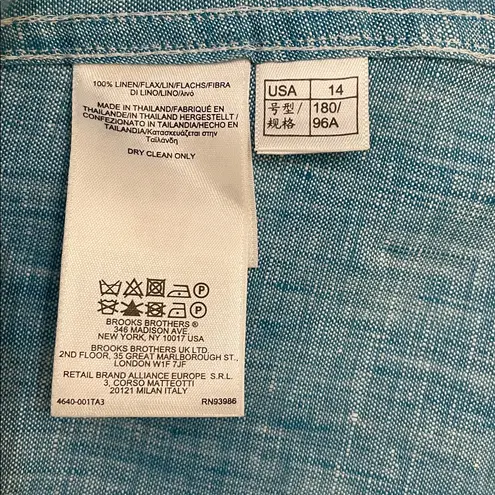 100% LINEN/FLAX/LIN/FLACHS/FIBRA
DI LINO/LINO/λινό
MADE IN THAILAND/FABRIQUÉ EN
THAILANDE/IN THAILAND HERGESTELLT/
CONFEZIONATO IN TAILANDIA/HECHO EN
TAILANDIA/Κατασκευάζεται στην
Ταϊλάνδη
DRY CLEAN ONLY
P
P
BROOKS BROTHERS ®
346 MADISON AVE.
NEW YORK, NY 10017 USA
BROOKS BROTHERS UK LTD.
2ND FLOOR, 35 GREAT MARLBOROUGH ST.,
LONDON W1F 7JF
RETAIL BRAND ALLIANCE EUROPE S.R.L.
3, CORSO MATTEOTTI
20121 MILAN ITALY
4640-001TA3 RN93986
USA 14
号型/ 180/
规格 96A